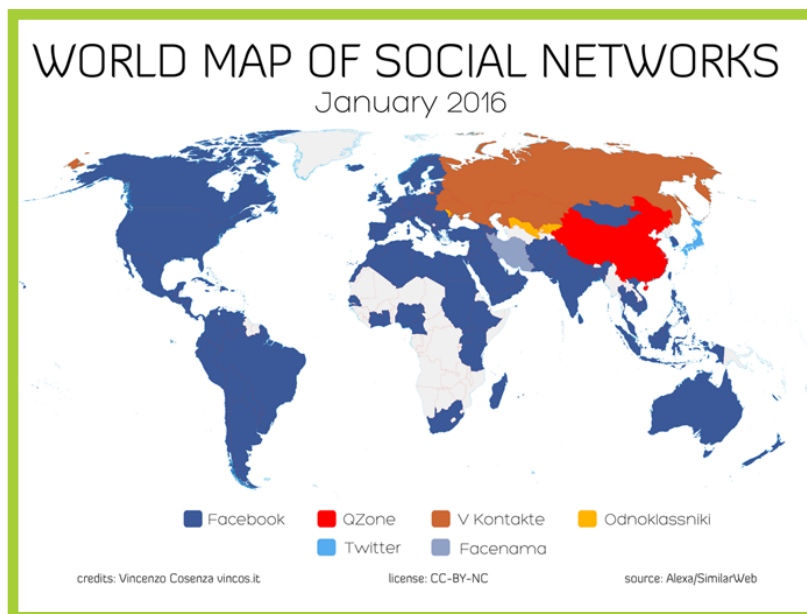 WORLD MAP OF SOCIAL NETWORKS
January 2016
Facebook QZone V Kontakte Odnoklassniki
Twitter Facenama
credits: Vincenzo Cosenza vincos.it license: CC-BY-NC source: Alexa/SimilarWeb